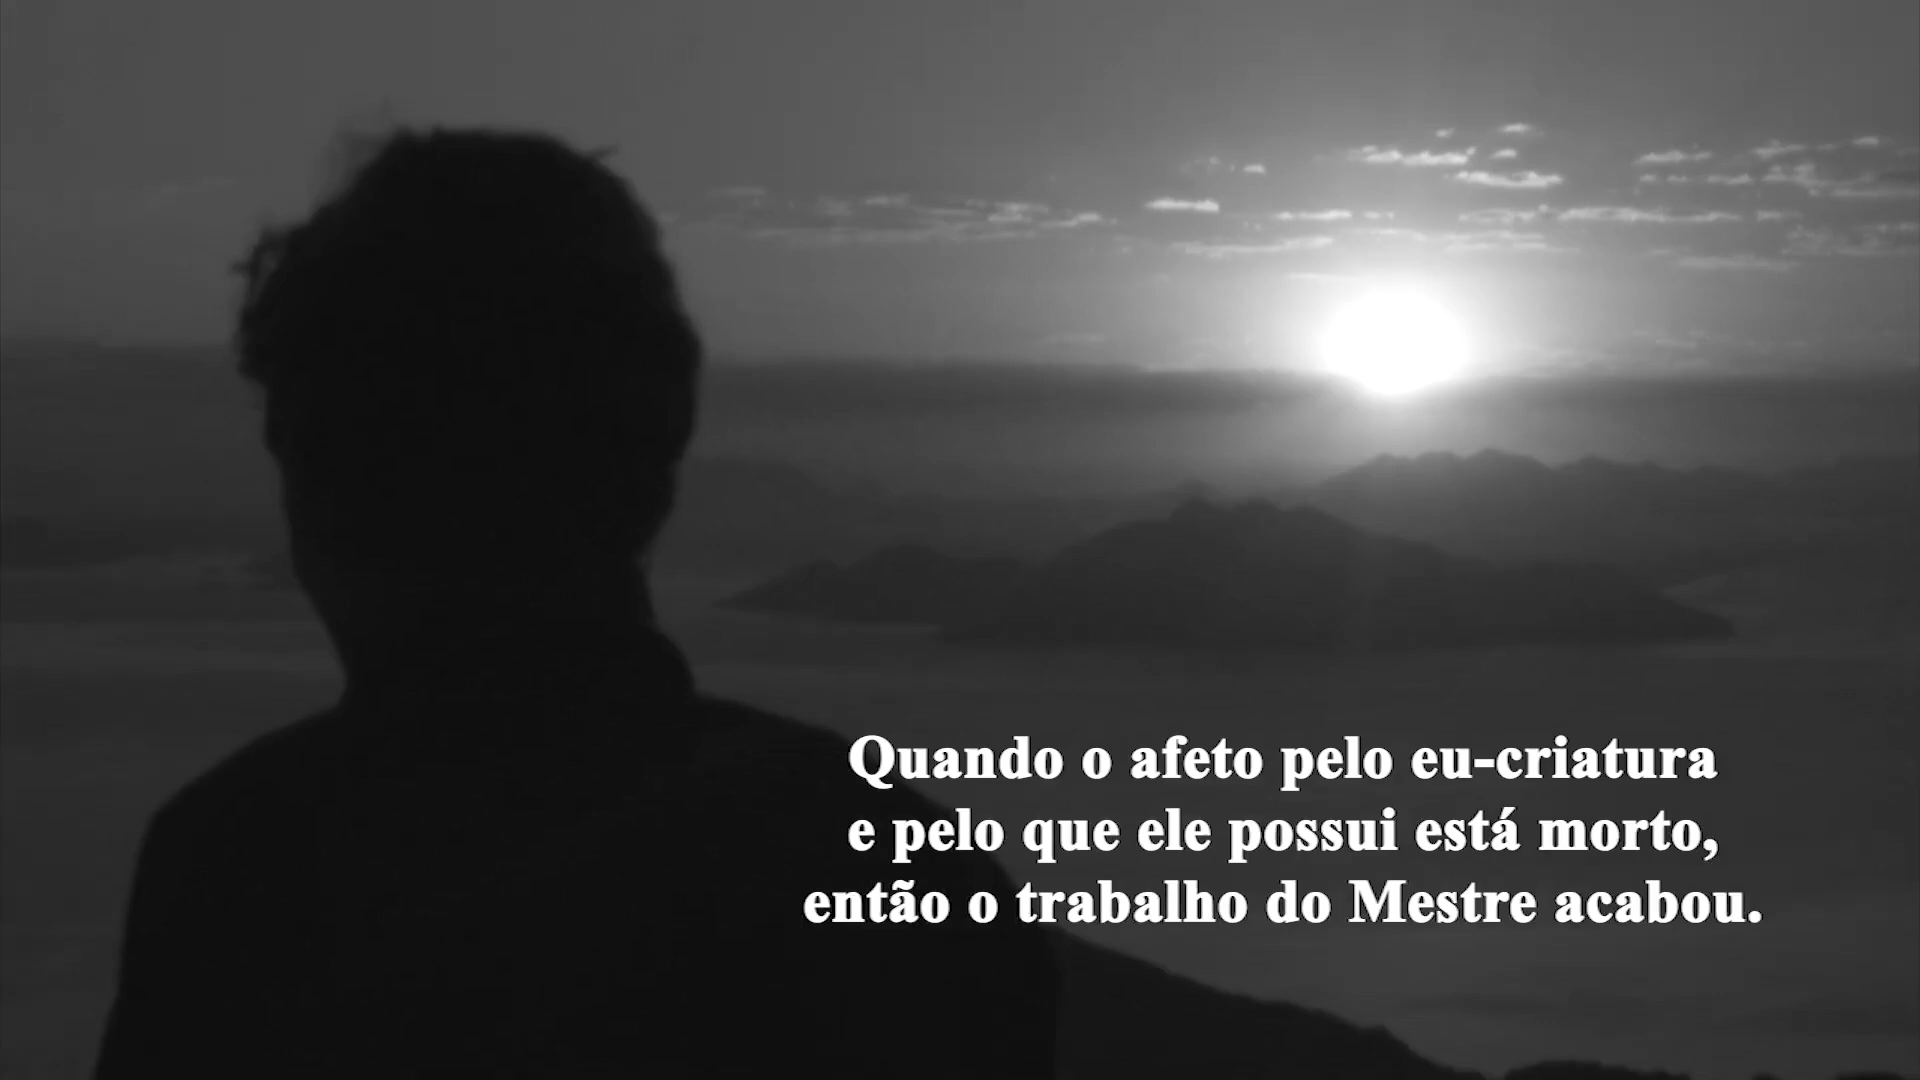 Quando o afeto pelo eu-criatura
e pelo que ele possui está morto,
então o trabalho do Mestre acabou.